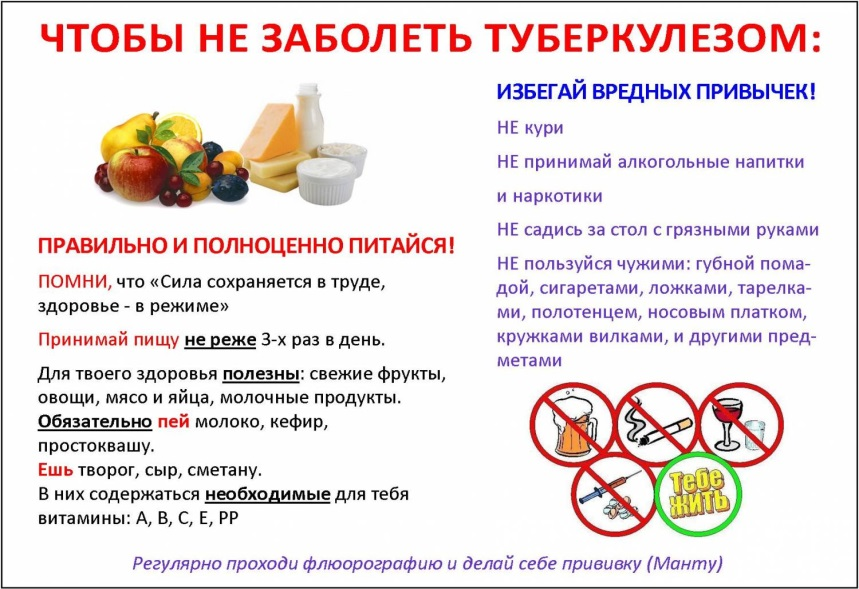 ЧТОБЫ НЕ ЗАБОЛЕТЬ ТУБЕРКУЛЕЗОМ:
ПРАВИЛЬНО И ПОЛНОЦЕННО ПИТАЙСЯ!
ПОМНИ, что «Сила сохраняется в труде,
здоровье - в режиме»
Принимай пищу не реже 3-х раз в день.
Для твоего здоровья полезны: свежие фрукты,
овощи, мясо и яйца, молочные продукты.
Обязательно пей молоко, кефир,
простоквашу.
Ешь творог, сыр, сметану.
В них содержаться необходимые для тебя
витамины: А, В, С, Е, РР
ИЗБЕГАЙ ВРЕДНЫХ ПРИВЫЧЕК!
НЕ кури
НЕ принимай алкогольные напитки
и наркотики
НЕ садись за стол с грязными руками
НЕ пользуйся чужими: губной пома-
дой, сигаретами, ложками, тарелка-
ми, полотенцем, носовым платком,
кружками вилками, и другими пред-
метами
Тебе
ЖИТЬ
Регулярно проходи флюорографию и делай себе прививку (Манту)